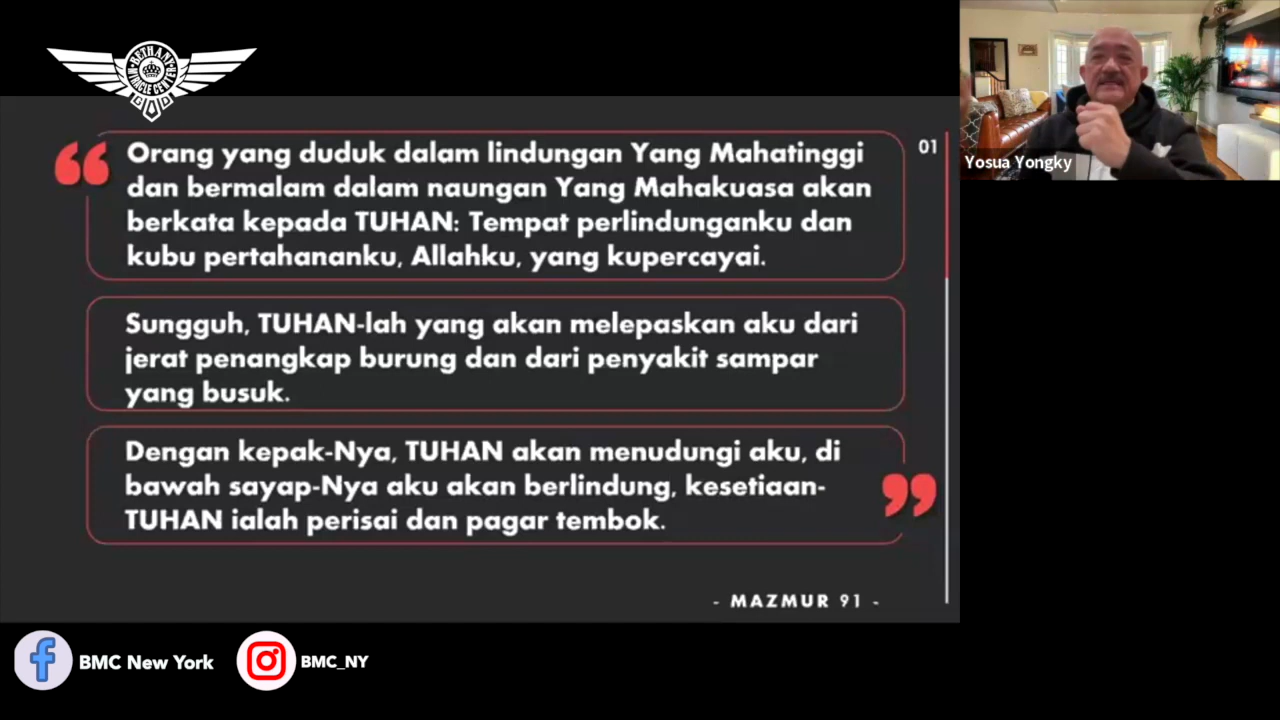 BETHANY
MIRACLE CENTER
Orang yang duduk dalam lindungan Yang Mahatinggi
dan bermalam dalam naungan Yang Mahakuasa akan
berkata kepada TUHAN: Tempat perlindunganku dan
kubu pertahananku, Allahku, yang kupercayai.
01
Yosua Yongky
Sungguh, TUHAN-lah yang akan melepaskan aku dari
jerat penangkap burung dan dari penyakit sampar
yang busuk.
Dengan kepak-Nya, TUHAN akan menudungi aku, di
bawah sayap-Nya aku akan berlindung, kesetiaan-
TUHAN ialah perisai dan pagar tembok.
- MAZMUR 91 -
BMC New York
BMC_NY